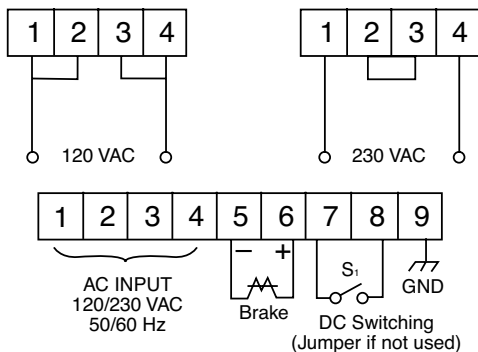 1 2 3 4
120 VAC
1 2 3 4
230 VAC
1 2 3 4 5 6 7 8 9
AC INPUT
120/230 VAC
50/60 Hz
− +
Brake
S1
DC Switching
(Jumper if not used)
GND